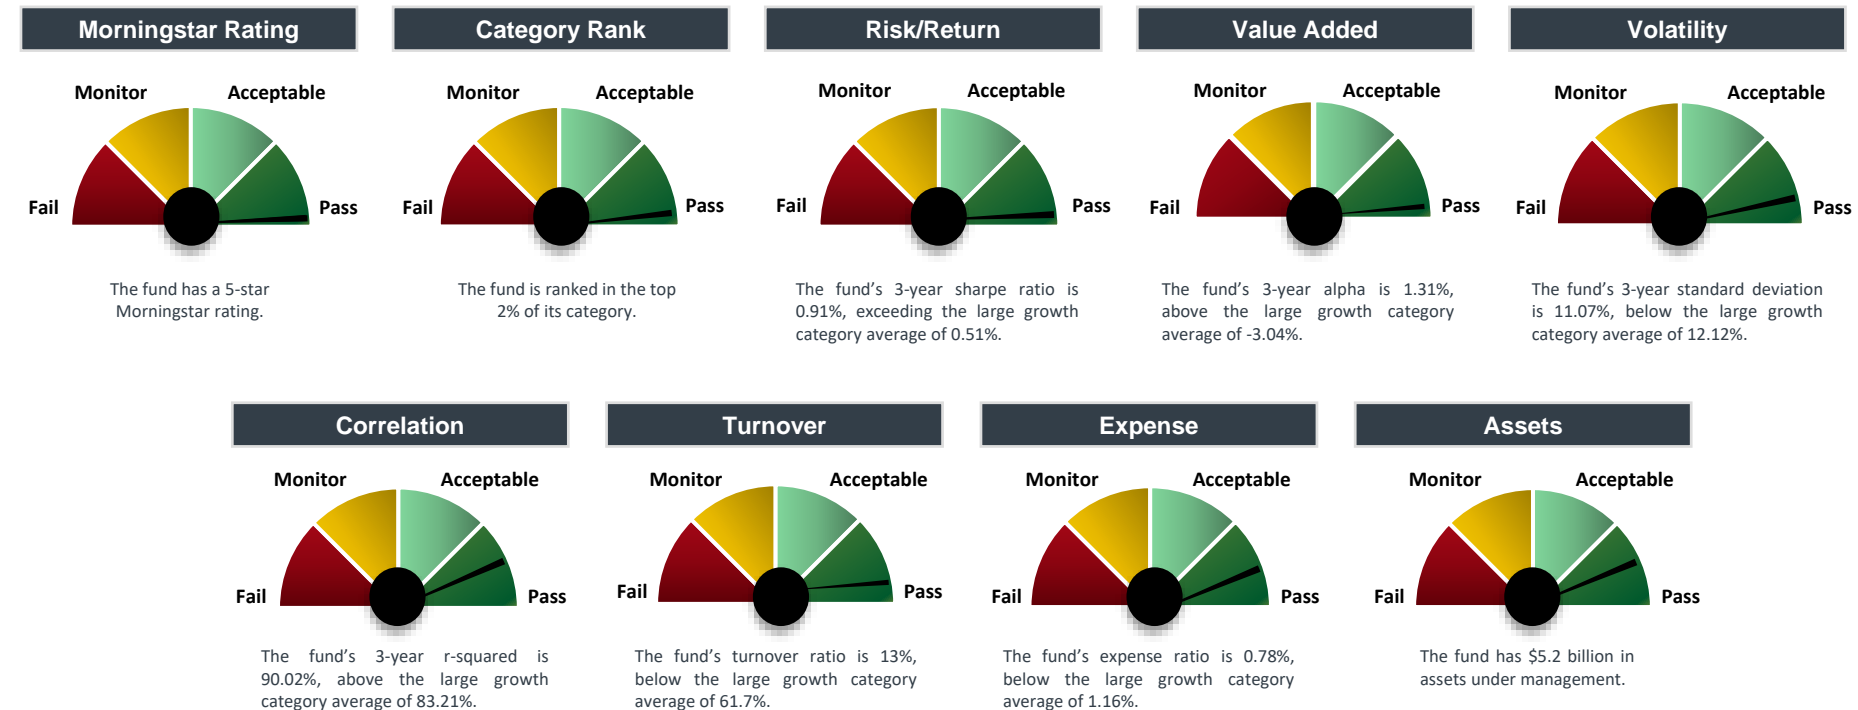 Morningstar Rating
Category Rank
Risk/Return
Value Added
Volatility
Monitor
Acceptable
Fail
Pass
The fund has a 5-star
Morningstar rating.
Monitor
Acceptable
Fail
Pass
The fund is ranked in the top
2% of its category.
Monitor
Acceptable
Fail
Pass
The fund's 3-year sharpe ratio is
0.91%, exceeding the large growth
category average of 0.51%.
Monitor
Acceptable
Fail
Pass
The fund's 3-year alpha is 1.31%,
above the large growth category
average of -3.04%.
Monitor
Acceptable
Fail
Pass
The fund's 3-year standard deviation
is 11.07%, below the large growth
category average of 12.12%.
Correlation
Turnover
Expense
Assets
Monitor
Acceptable
Fail
Pass
The fund's 3-year r-squared is
90.02%, above the large growth
category average of 83.21%.
Monitor
Acceptable
Fail
Pass
The fund's turnover ratio is 13%,
below the large growth category
average of 61.7%.
Monitor
Acceptable
Fail
Pass
The fund's expense ratio is 0.78%,
below the large growth category
average of 1.16%.
Monitor
Acceptable
Fail
Pass
The fund has $5.2 billion in
assets under management.